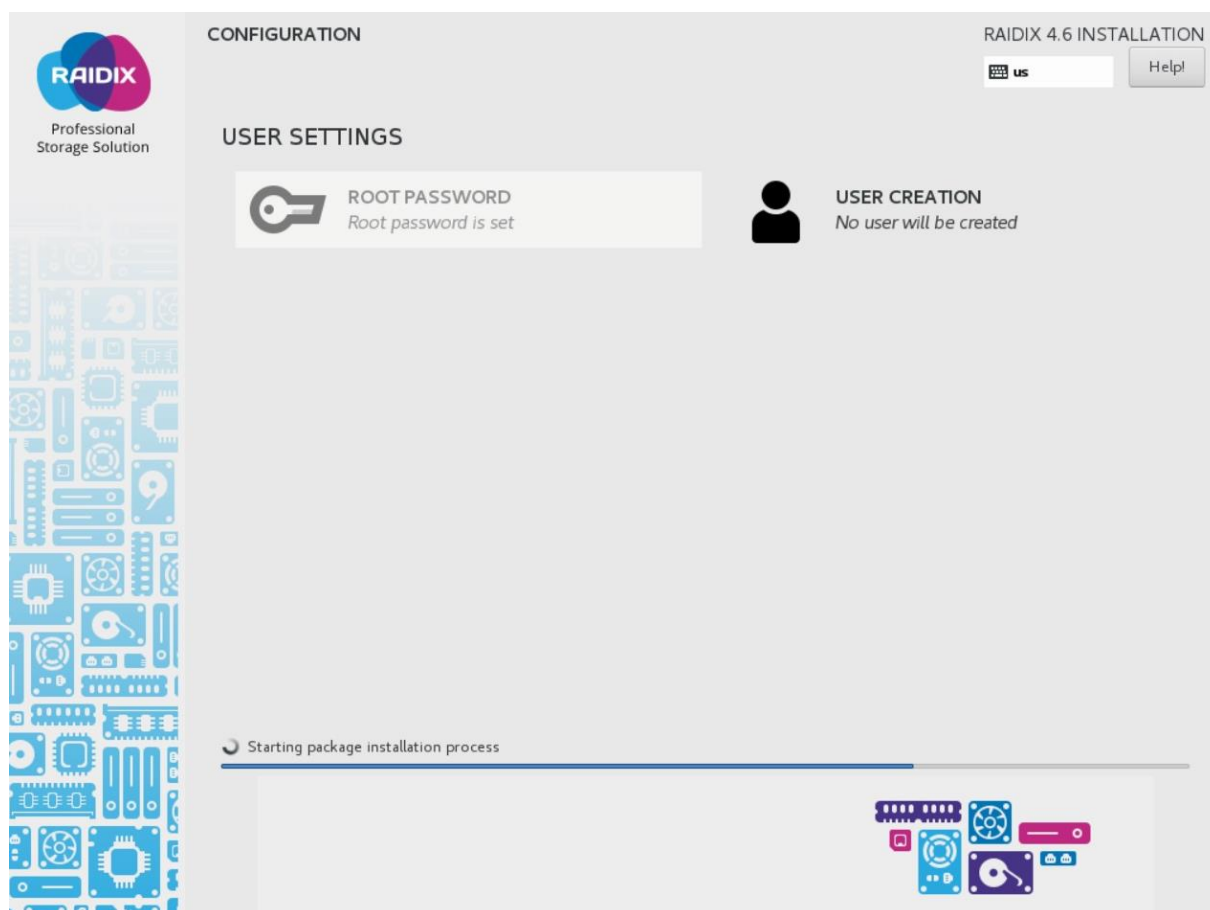 RAIDIX
Professional
Storage Solution
CONFIGURATION
RAIDIX 4.6 INSTALLATION
us
Help!
USER SETTINGS
ROOT PASSWORD
Root password is set
USER CREATION
No user will be created
Starting package installation process